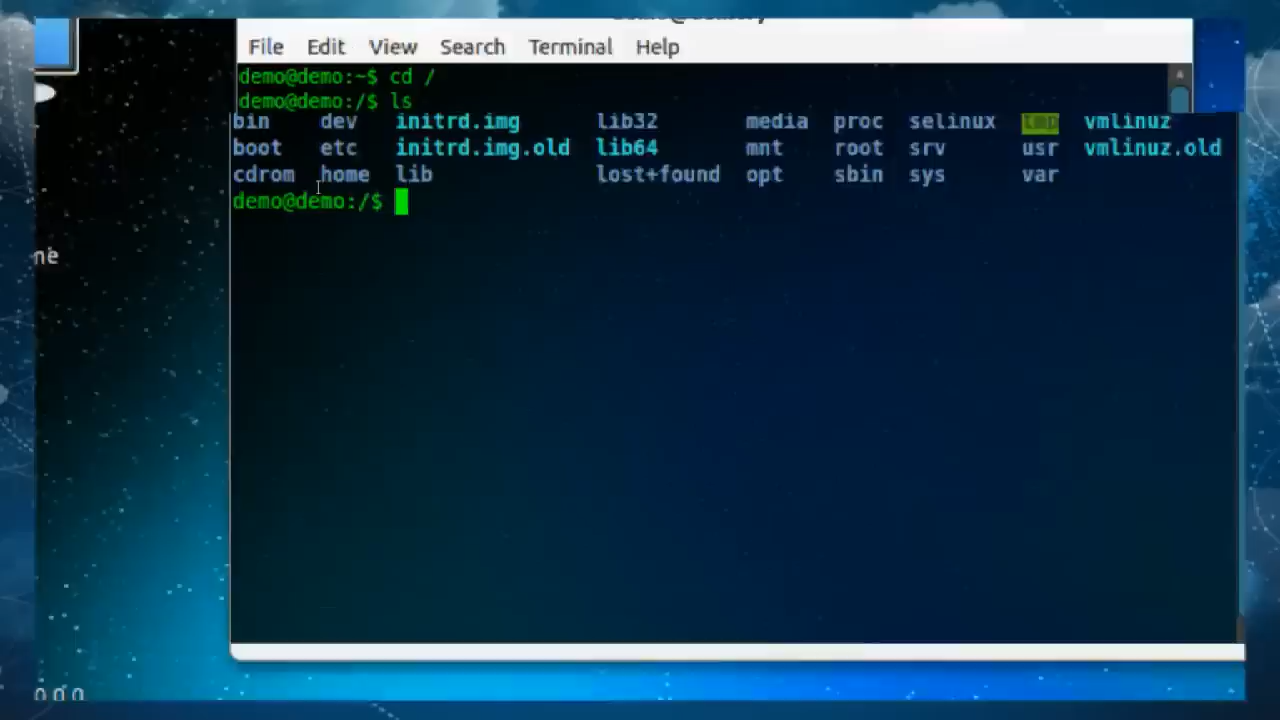 File Edit View Search Terminal Help
demo@demo:~$ cd /
demo@demo:/$ ls
bin dev initrd.img lib32 media proc selinux tmp vmlinuz
boot etc initrd.img.old lib64 mnt root srv usr vmlinuz.old
cdrom home lib lost+found opt sbin sys var
demo@demo:/$